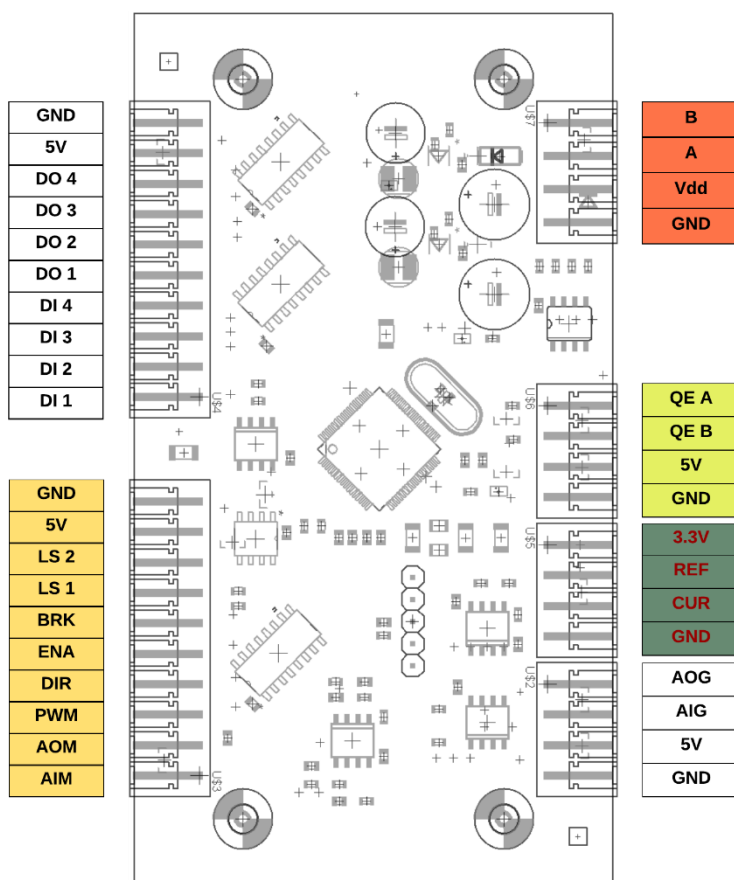 GND
5V
DO 4
DO 3
DO 2
DO 1
DI 4
DI 3
DI 2
DI 1
U$4
GND
5V
LS 2
LS 1
BRK
ENA
DIR
PWM
AOM
AIM
U$3
U$7
B
A
Vdd
GND
U$6
QE A
QE B
5V
GND
U$5
3.3V
REF
CUR
GND
U$2
AOG
AIG
5V
GND